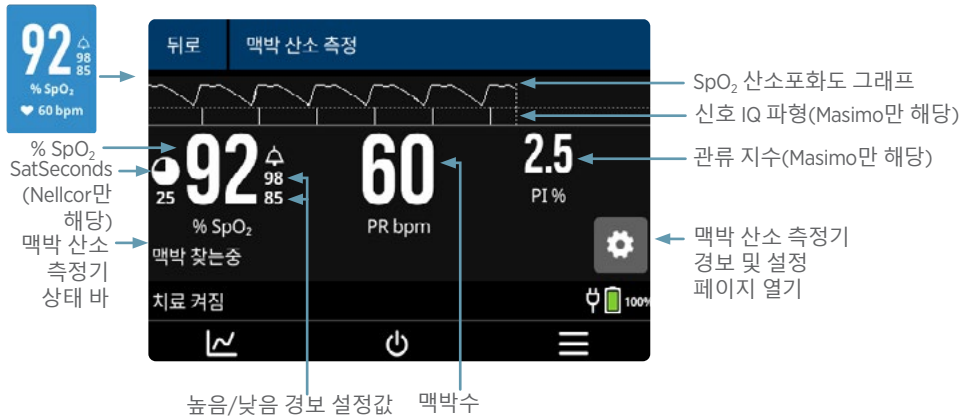 92
98
85
% SpO₂
60 bpm
뒤로
맥박 산소 측정
SpO₂ 산소포화도 그래프
신호 IQ 파형(Masimo만 해당)
% SpO₂
SatSeconds
(Nellcor만
해당)
맥박 산소
측정기
상태 바
25
92
98
85
% SpO₂
60
PR bpm
2.5
PI %
관류 지수(Masimo만 해당)
맥박 찾는중
맥박 산소 측정기
경보 및 설정
페이지 열기
치료 켜짐
100%
높음/낮음 경보 설정값
맥박수